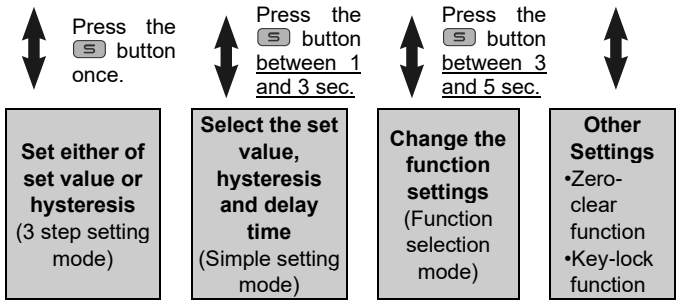 Press the
S button
once.
Press the
S button
between 1
and 3 sec.
Press the
S button
between 3
and 5 sec.
Set either of
set value or
hysteresis
(3 step setting
mode)
Select the set
value,
hysteresis
and delay
time
(Simple setting
mode)
Change the
function
settings
(Function
selection
mode)
Other
Settings
•Zero-
clear
function
•Key-lock
function